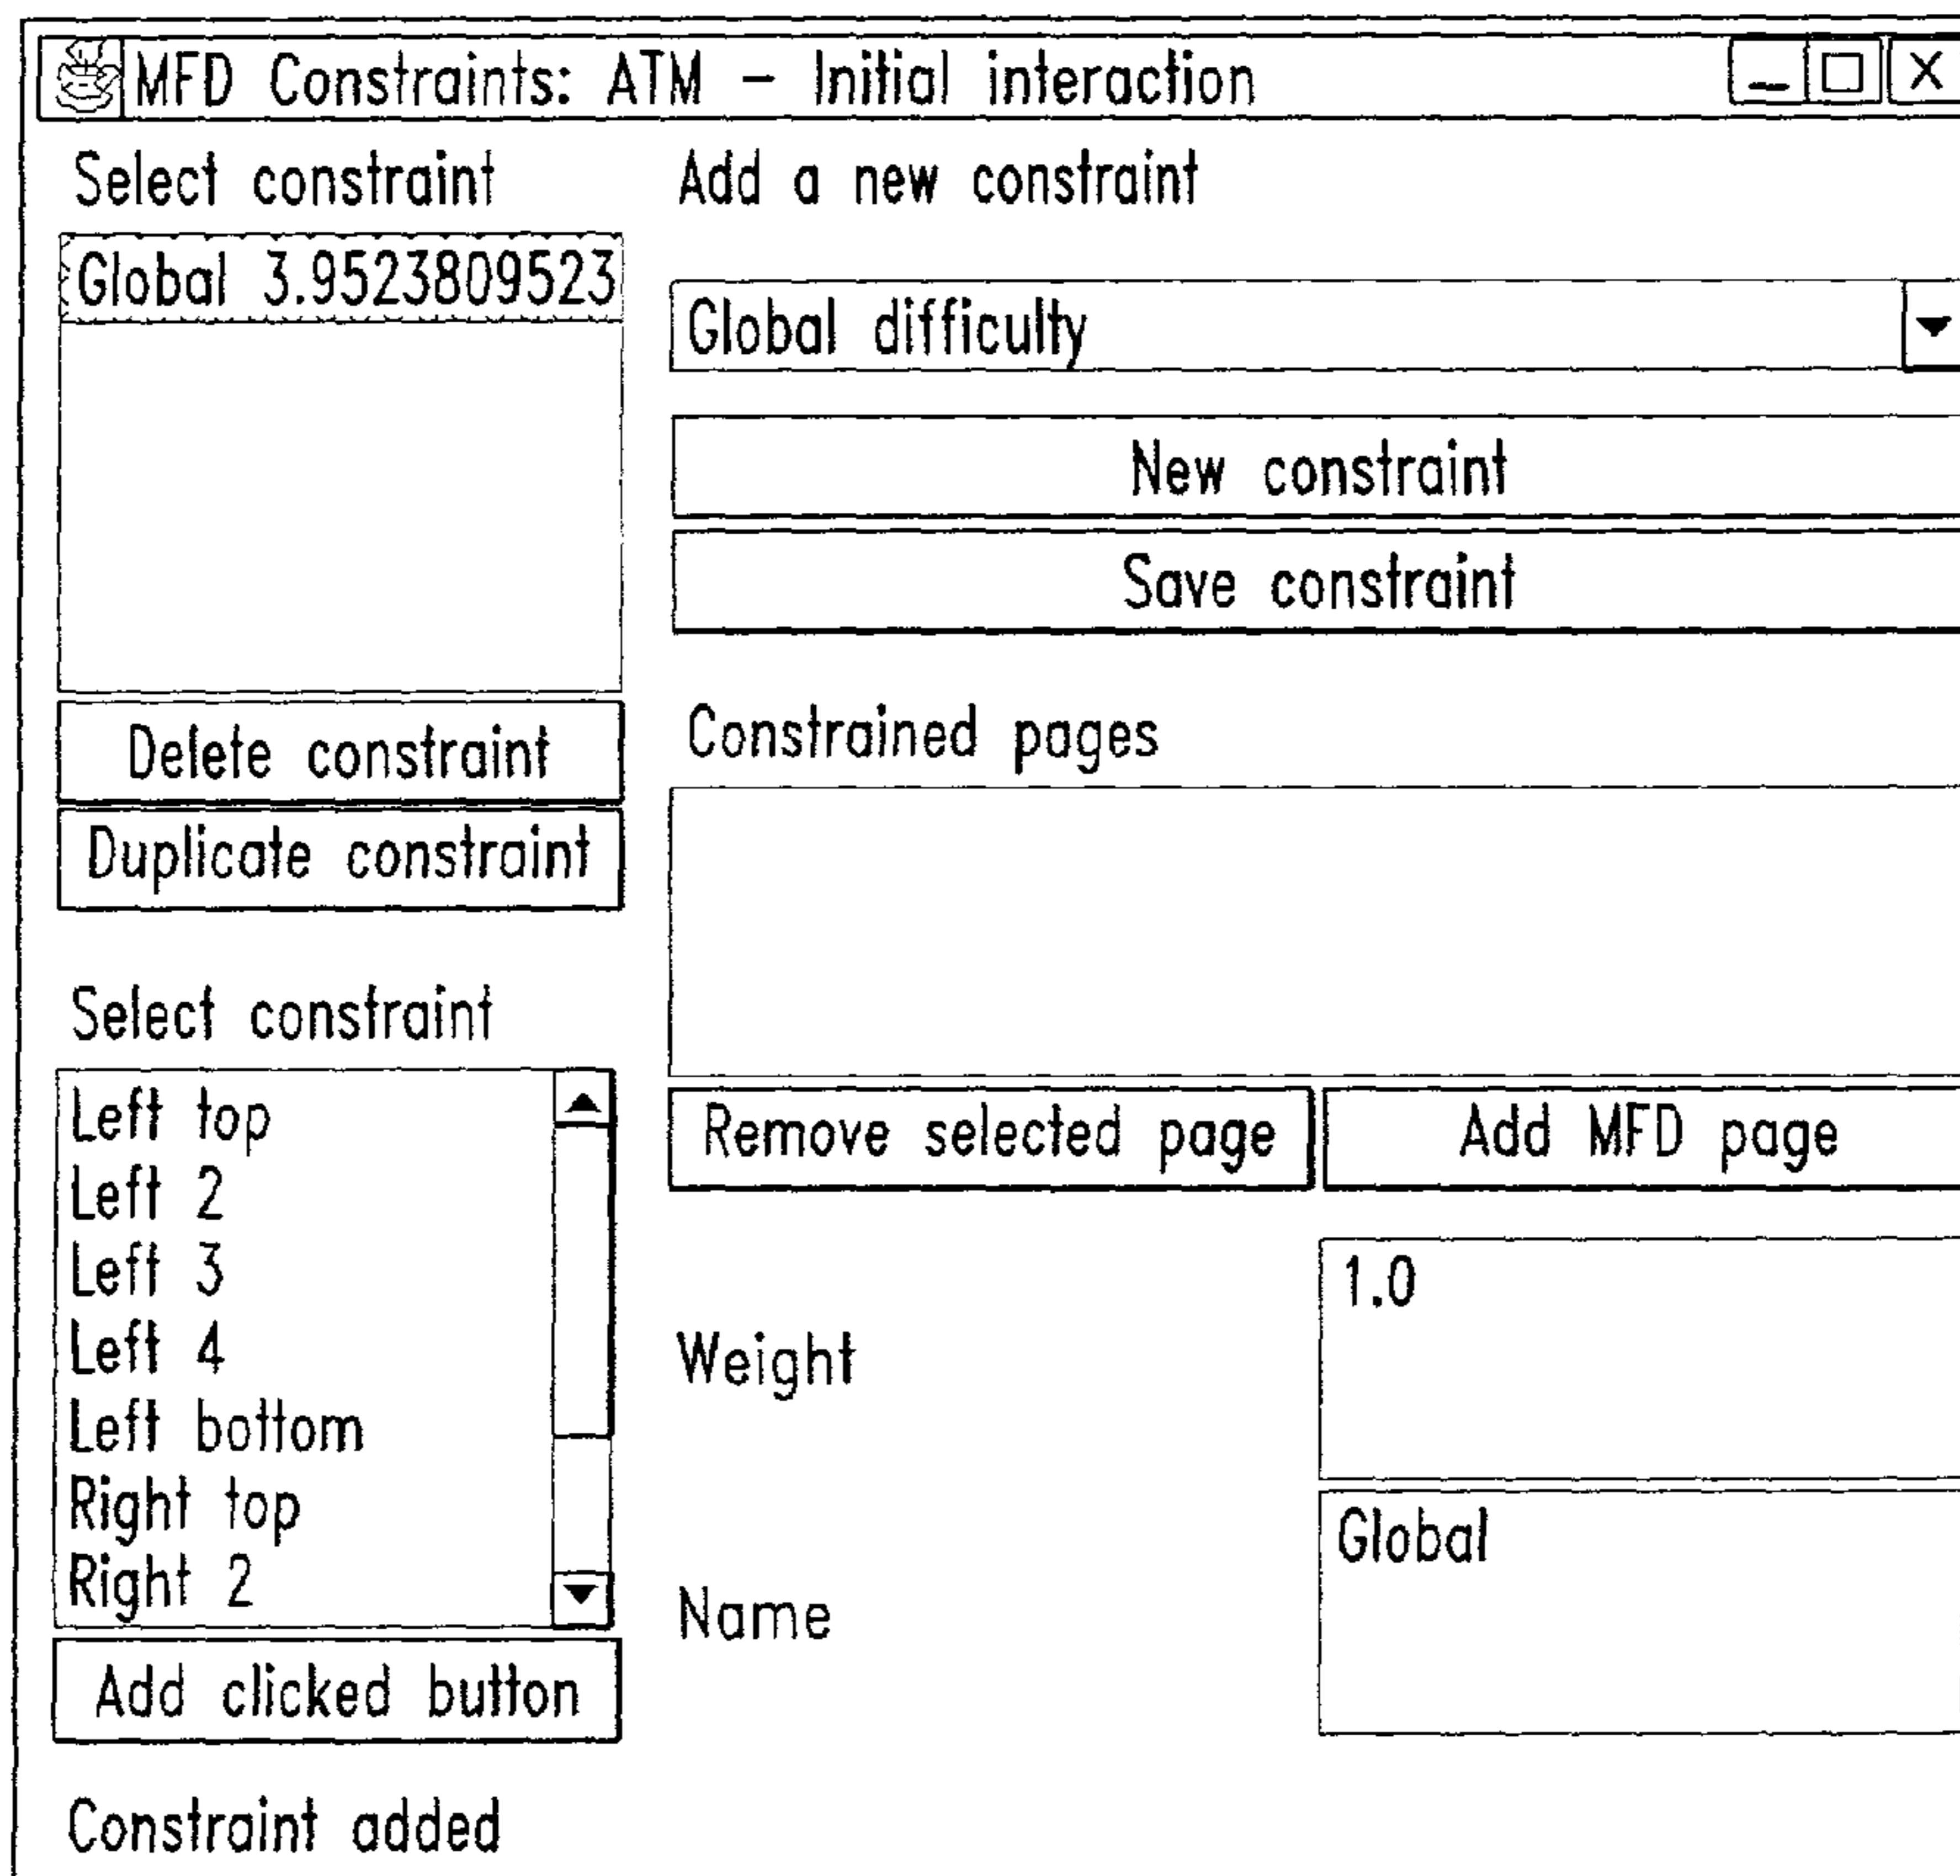 MFD Constraints: ATM – Initial interaction
Select constraint
Global 3.9523809523
Delete constraint
Duplicate constraint
Select constraint
Left top
Left 2
Left 3
Left 4
Left bottom
Right top
Right 2
Add clicked button
Constraint added
Add a new constraint
Global difficulty
New constraint
Save constraint
Constrained pages
Remove selected page
Add MFD page
Weight
1.0
Name
Global